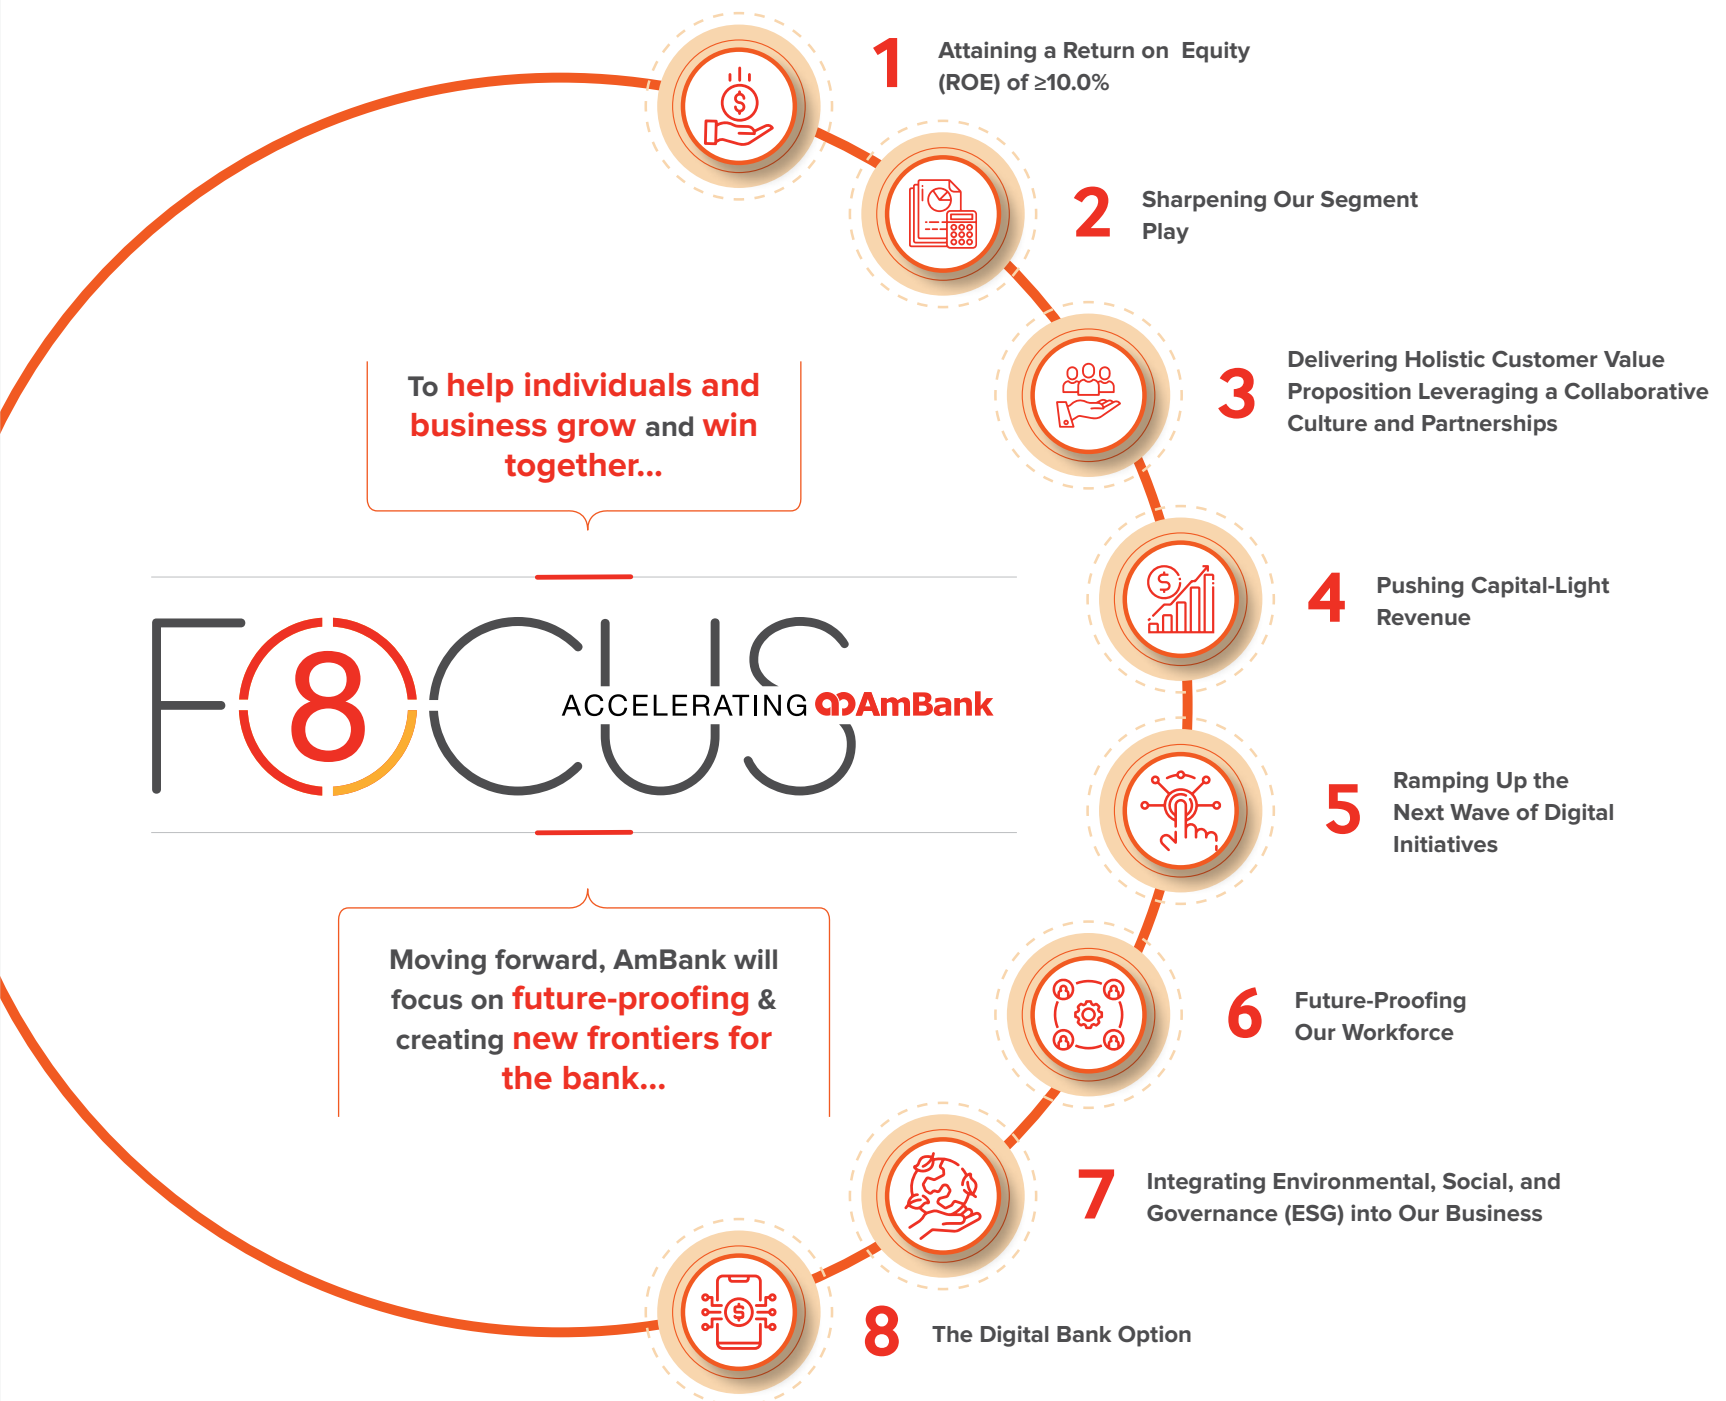 1
Attaining a Return on Equity
(ROE) of ≥10.0%
2
Sharpening Our Segment
Play
3
Delivering Holistic Customer Value
Proposition Leveraging a Collaborative
Culture and Partnerships
To help individuals and
business grow and win
together...
4
Pushing Capital-Light
Revenue
F8CUS
ACCELERATING AmBank
5
Ramping Up the
Next Wave of Digital
Initiatives
Moving forward, AmBank will
focus on future-proofing &
creating new frontiers for
the bank...
6
Future-Proofing
Our Workforce
7
Integrating Environmental, Social, and
Governance (ESG) into Our Business
8
The Digital Bank Option